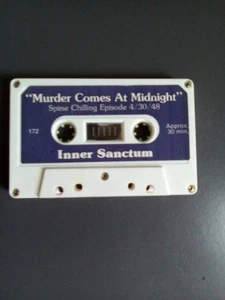 "Murder Comes At Midnight"
Spine Chilling Episode 4/30/48
172
Approx.
30 min.
Inner Sanctum